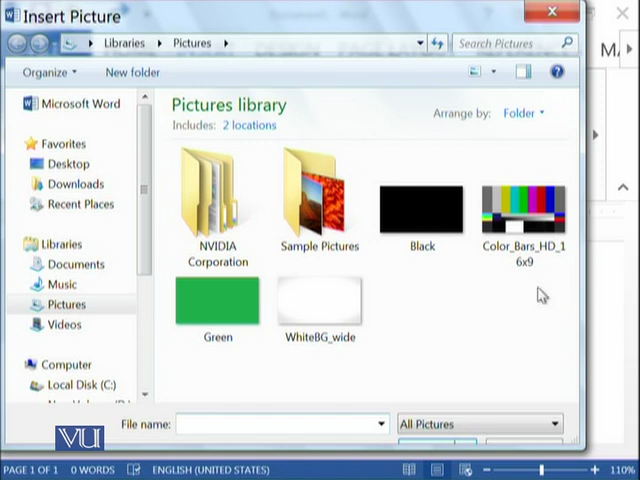 Insert Picture
Libraries
Pictures
Search Pictures
Organize
New folder
Microsoft Word
Favorites
Desktop
Downloads
Recent Places
Libraries
Documents
Music
Pictures
Videos
Computer
Local Disk (C:)
Pictures library
Includes: 2 locations
Arrange by: Folder
NVIDIA
Corporation
Sample Pictures
Black
Color_Bars_HD_1
6x9
Green
WhiteBG_wide
File name:
All Pictures
VU
PAGE 1 OF 1
0 WORDS
ENGLISH (UNITED STATES)
110%